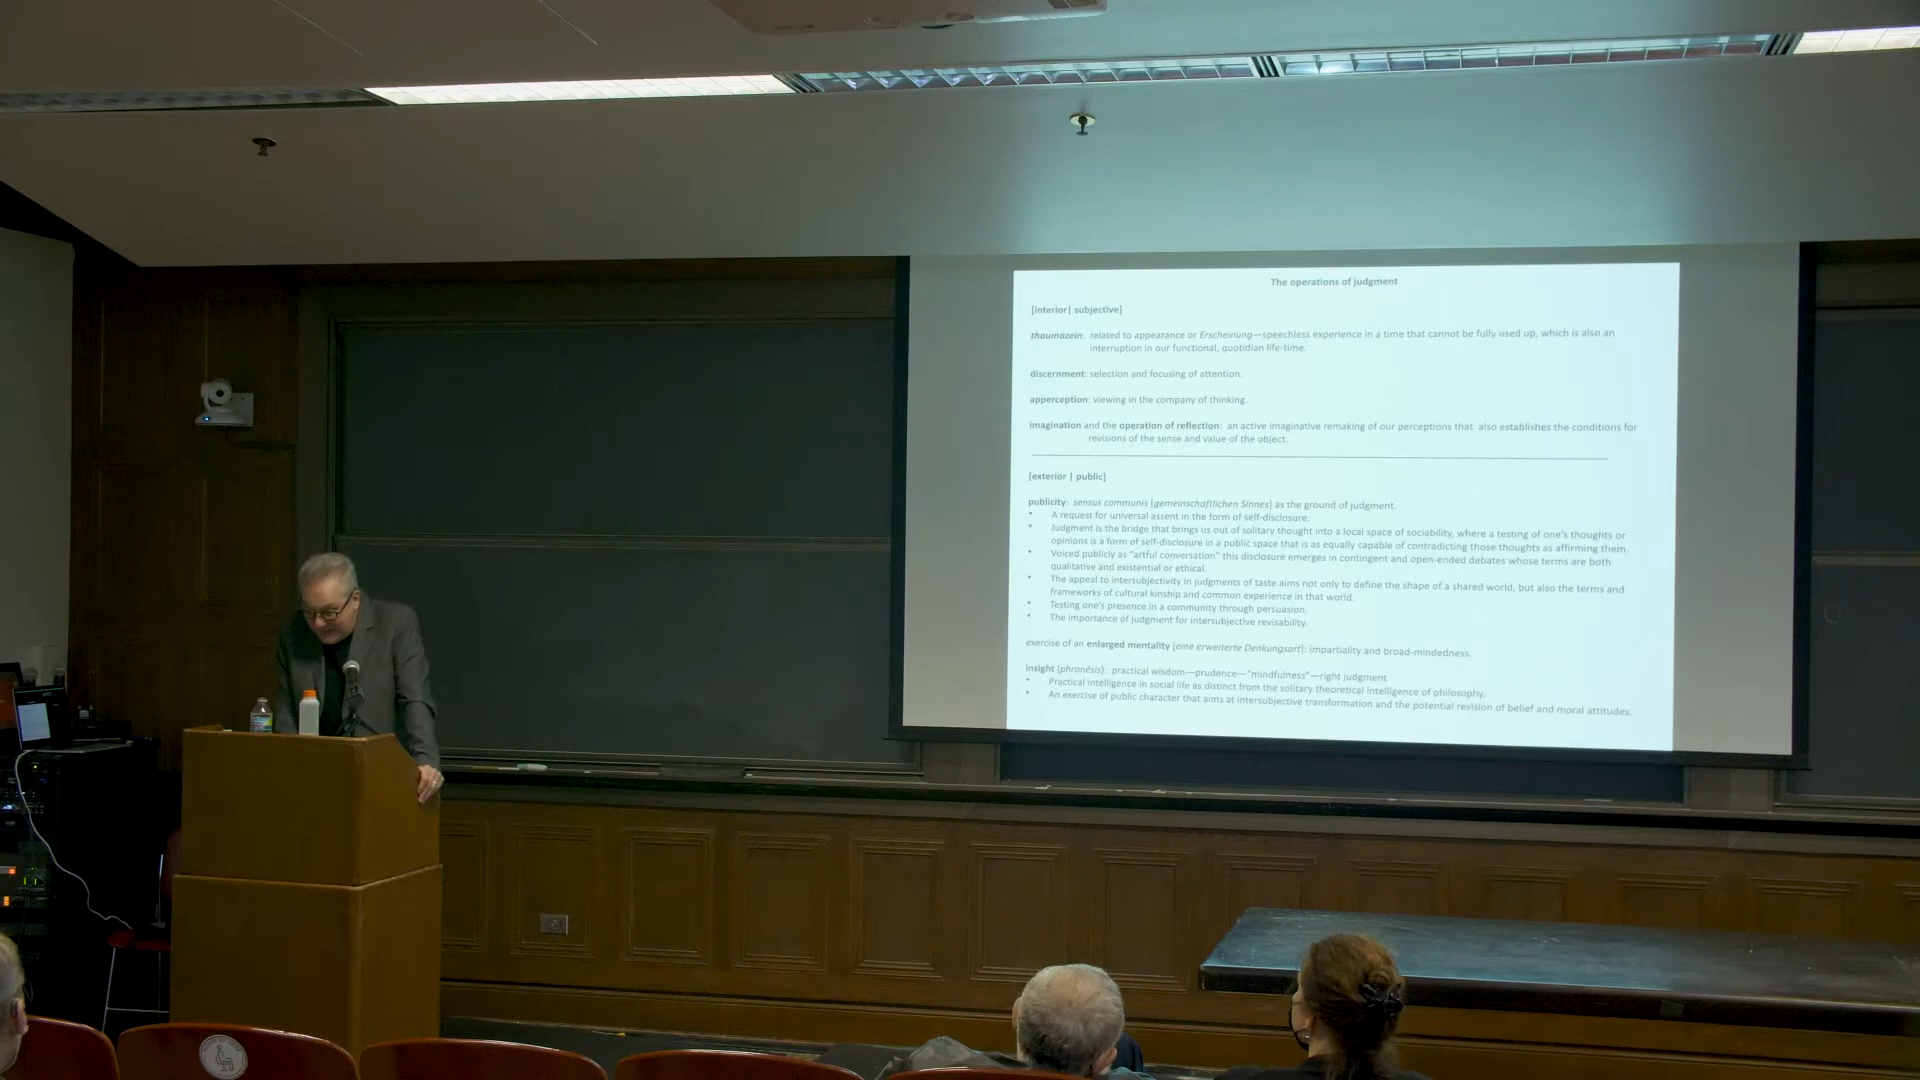 The operations of judgment
[interior| subjective]
thaumazein: related to appearance or Erscheinung—speechless experience in a time that cannot be fully used up, which is also an
interruption in our functional, quotidian life-time.
discernment: selection and focusing of attention.
apperception: viewing in the company of thinking.
imagination and the operation of reflection: an active imaginative remaking of our perceptions that also establishes the conditions for
revisions of the sense and value of the object.
[exterior | public]
publicity: sensus communis [gemeinschaftlichen Sinnes] as the ground of judgment.
• A request for universal assent in the form of self-disclosure.
• Judgment is the bridge that brings us out of solitary thought into a local space of sociability, where a testing of one's thoughts or
opinions is a form of self-disclosure in a public space that is as equally capable of contradicting those thoughts as affirming them.
• Voiced publicly as "artful conversation" this disclosure emerges in contingent and open-ended debates whose terms are both
qualitative and existential or ethical.
• The appeal to intersubjectivity in judgments of taste aims not only to define the shape of a shared world, but also the terms and
frameworks of cultural kinship and common experience in that world.
• Testing one's presence in a community through persuasion.
• The importance of judgment for intersubjective revisability.
exercise of an enlarged mentality [eine erweiterte Denkungsart]: impartiality and broad-mindedness.
insight (phronēsis): practical wisdom—prudence—"mindfulness"—right judgment
• Practical intelligence in social life as distinct from the solitary theoretical intelligence of philosophy.
• An exercise of public character that aims at intersubjective transformation and the potential revision of belief and moral attitudes.